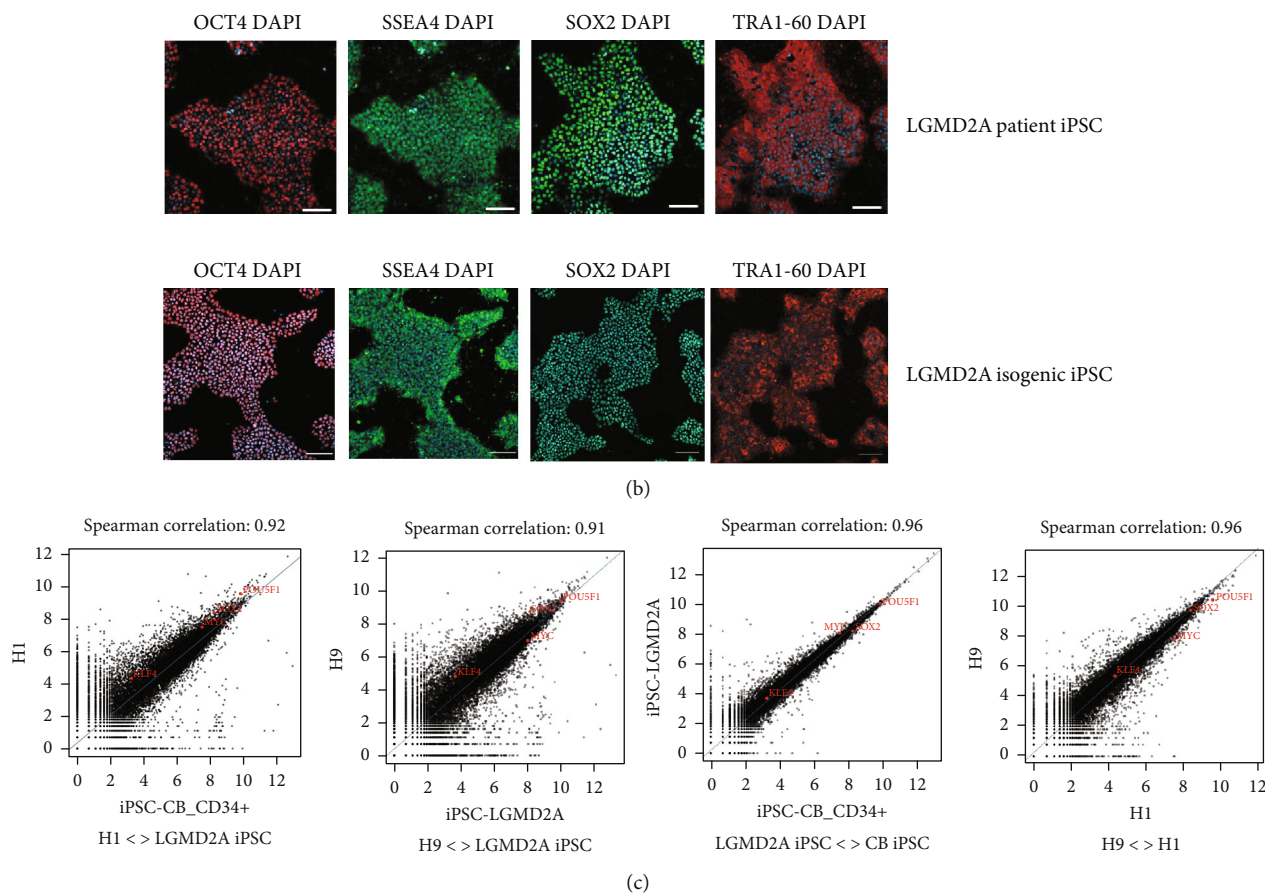 OCT4 DAPI SSEA4 DAPI SOX2 DAPI TRA1-60 DAPI
LGMD2A patient iPSC
OCT4 DAPI SSEA4 DAPI SOX2 DAPI TRA1-60 DAPI
LGMD2A isogenic iPSC
(b)
Spearman correlation: 0.92
12
10
8
6
4
2
0
H1
POU5F1
MYC
KLF4
0 2 4 6 8 10 12
iPSC-CB_CD34+
H1 < > LGMD2A iPSC
Spearman correlation: 0.91
12
10
8
6
4
2
0
H9
POU5F1
MYC
KLF4
0 2 4 6 8 10 12
iPSC-LGMD2A
H9 < > LGMD2A iPSC
Spearman correlation: 0.96
12
10
8
6
4
2
0
iPSC-LGMD2A
POU5F1
MYC SOX2
KLF4
0 2 4 6 8 10 12
iPSC-CB_CD34+
LGMD2A iPSC < > CB iPSC
Spearman correlation: 0.96
12
10
8
6
4
2
0
H9
POU5F1
SOX2
MYC
KLF4
0 2 4 6 8 10 12
H1
H9 < > H1
(c)